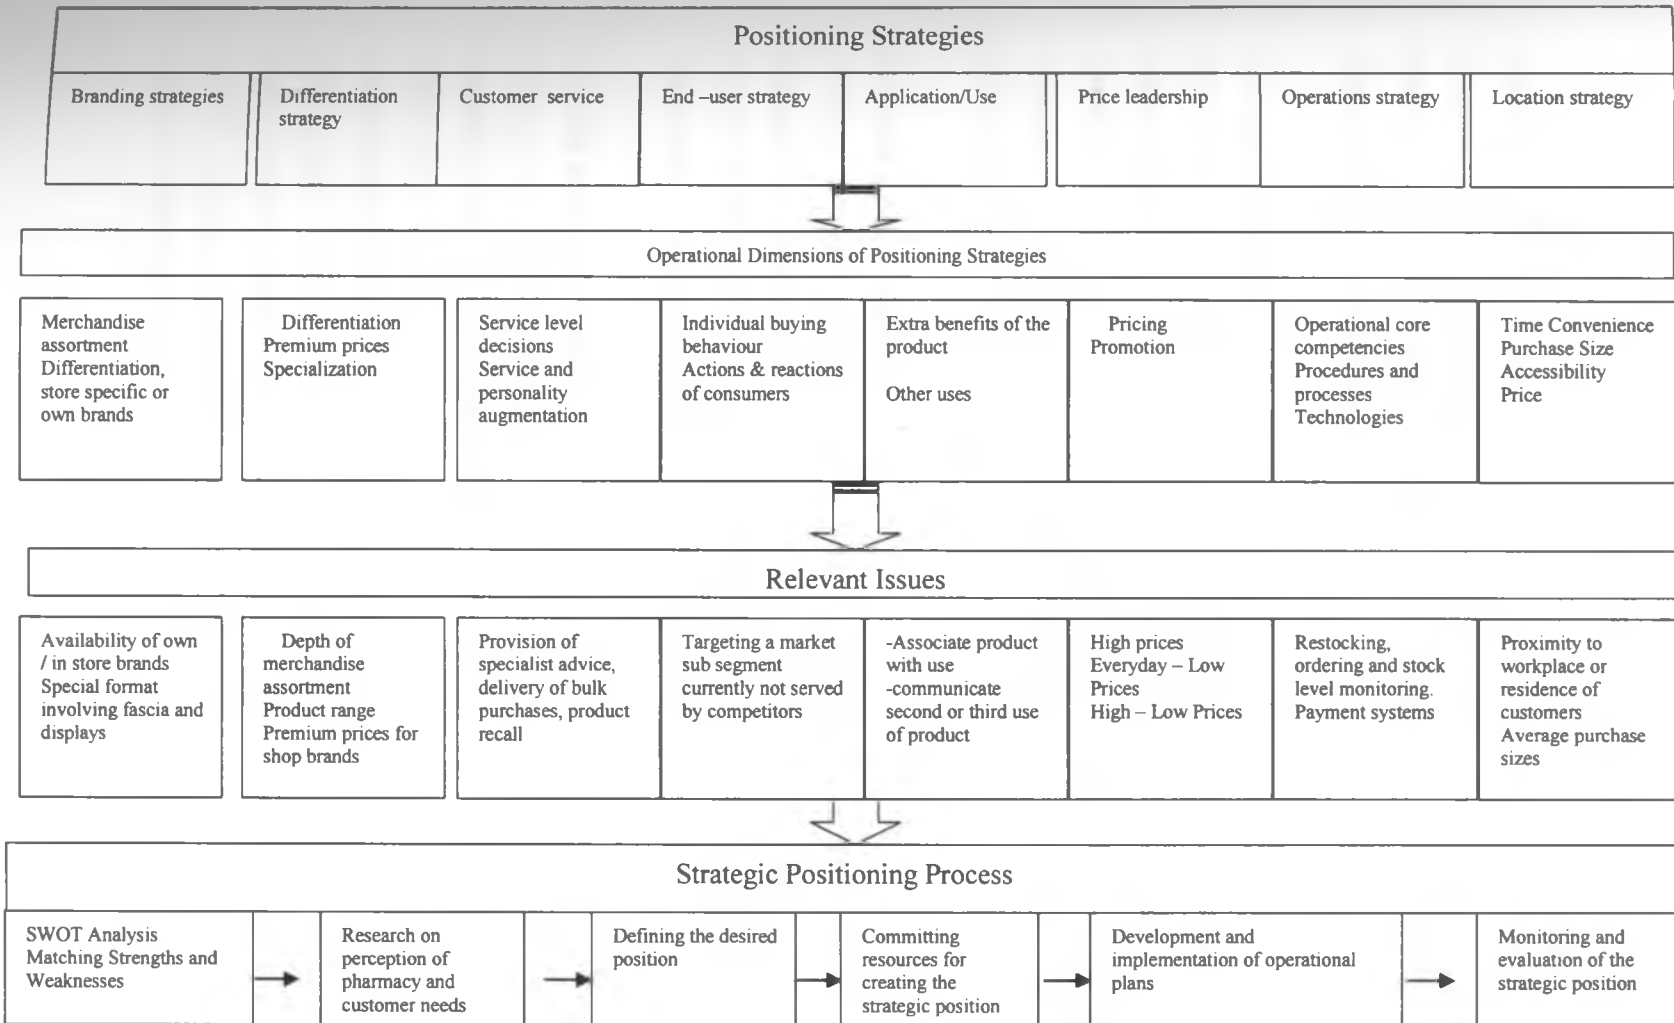 Positioning Strategies
Branding strategies
Differentiation
strategy
Customer service
End –user strategy
Application/Use
Price leadership
Operations strategy
Location strategy
Operational Dimensions of Positioning Strategies
Merchandise
assortment
Differentiation,
store specific or
own brands
Differentiation
Premium prices
Specialization
Service level
decisions
Service and
personality
augmentation
Individual buying
behaviour
Actions & reactions
of consumers
Extra benefits of the
product
Other uses
Pricing
Promotion
Operational core
competencies
Procedures and
processes
Technologies
Time Convenience
Purchase Size
Accessibility
Price
Relevant Issues
Availability of own
/ in store brands
Special format
involving fascia and
displays
Depth of
merchandise
assortment
Product range
Premium prices for
shop brands
Provision of
specialist advice,
delivery of bulk
purchases, product
recall
Targeting a market
sub segment
currently not served
by competitors
-Associate product
with use
-communicate
second or third use
of product
High prices
Everyday – Low
Prices
High – Low Prices
Restocking,
ordering and stock
level monitoring.
Payment systems
Proximity to
workplace or
residence of
customers
Average purchase
sizes
Strategic Positioning Process
SWOT Analysis
Matching Strengths and
Weaknesses
Research on
perception of
pharmacy and
customer needs
Defining the desired
position
Committing
resources for
creating the
strategic position
Development and
implementation of operational
plans
Monitoring and
evaluation of the
strategic position